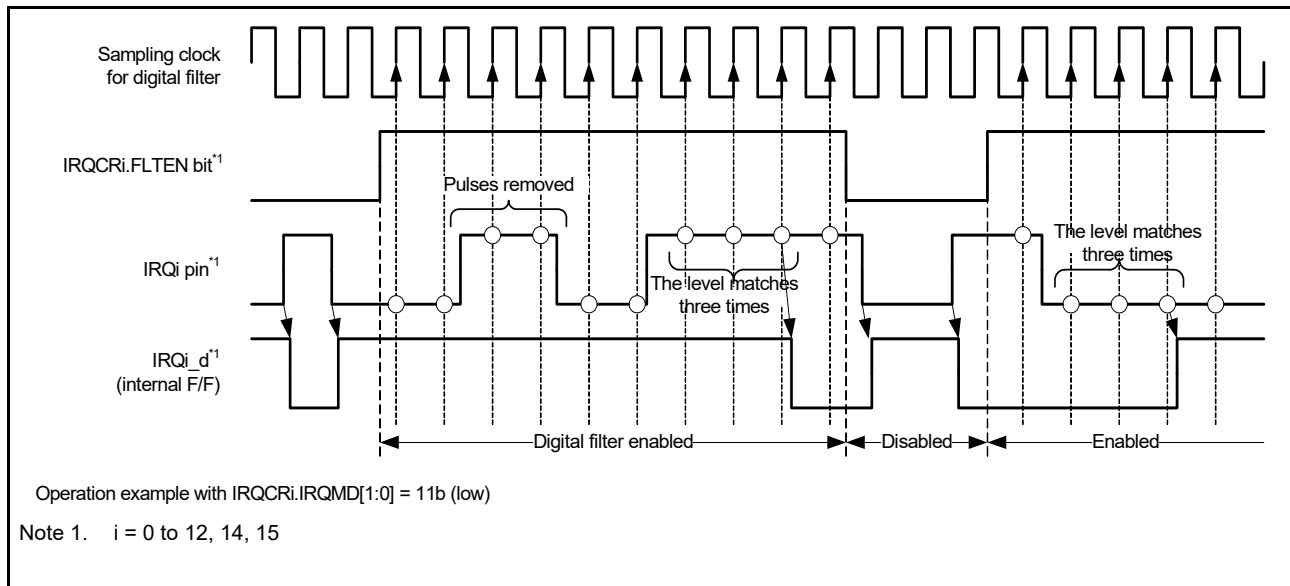 Sampling clock
for digital filter
IRQCRi.FLTEN bit*1
Pulses removed
IRQi pin*1
The level matches
three times
The level matches
three times
IRQi_d*1
(internal F/F)
Digital filter enabled
Disabled
Enabled
Operation example with IRQCRi.IRQMD[1:0] = 11b (low)
Note 1. i = 0 to 12, 14, 15